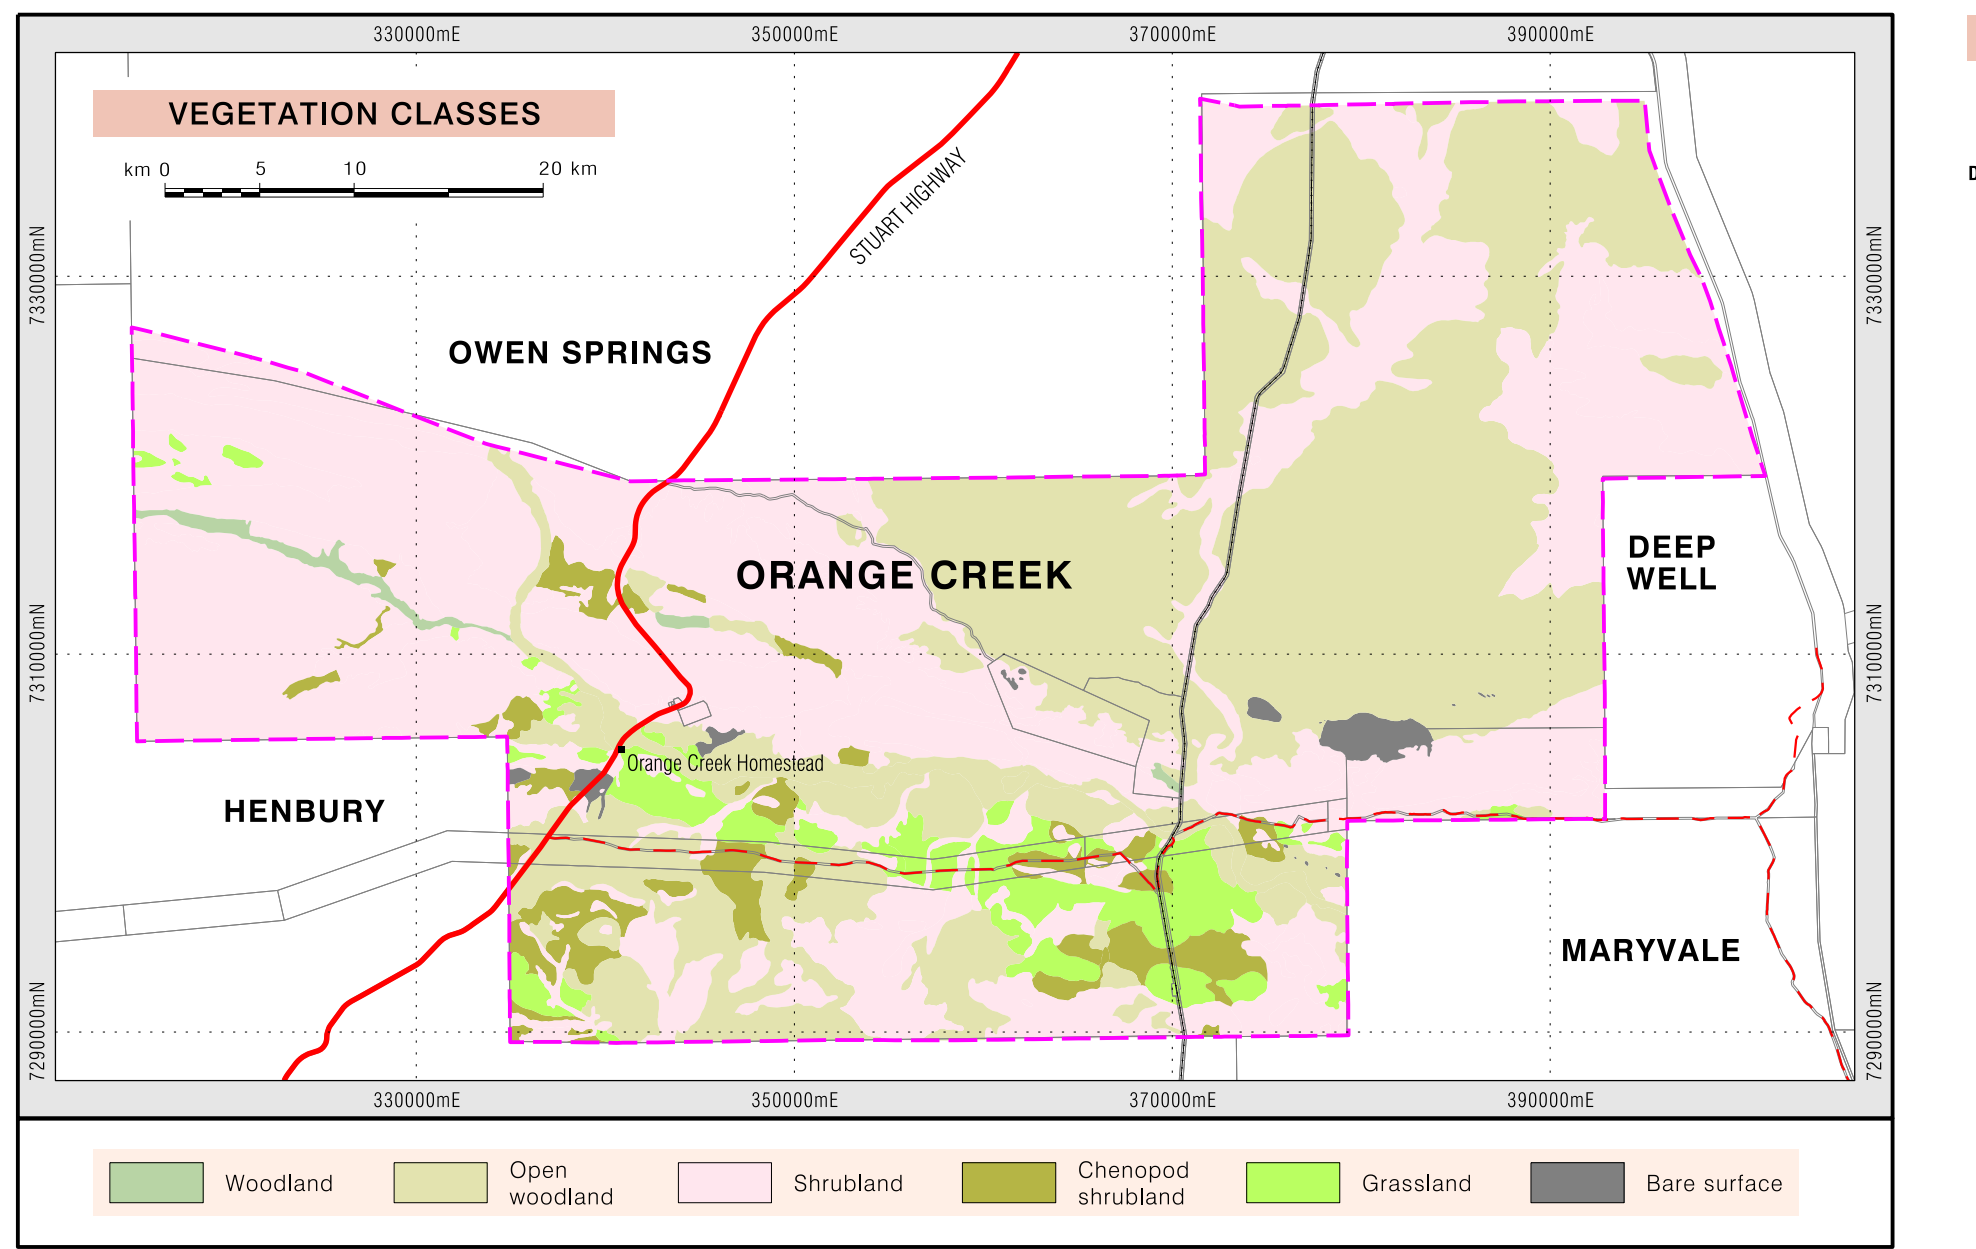 330000mE 350000mE 370000mE 390000mE
VEGETATION CLASSES
km 0 5 10 20 km
STUART HIGHWAY
7330000mN
7330000mN
OWEN SPRINGS
ORANGE CREEK
DEEP
WELL
7310000mN
7310000mN
Orange Creek Homestead
HENBURY
MARYVALE
7290000mN
7290000mN
330000mE 350000mE 370000mE 390000mE
Woodland
Open
woodland
Shrubland
Chenopod
shrubland
Grassland
Bare surface